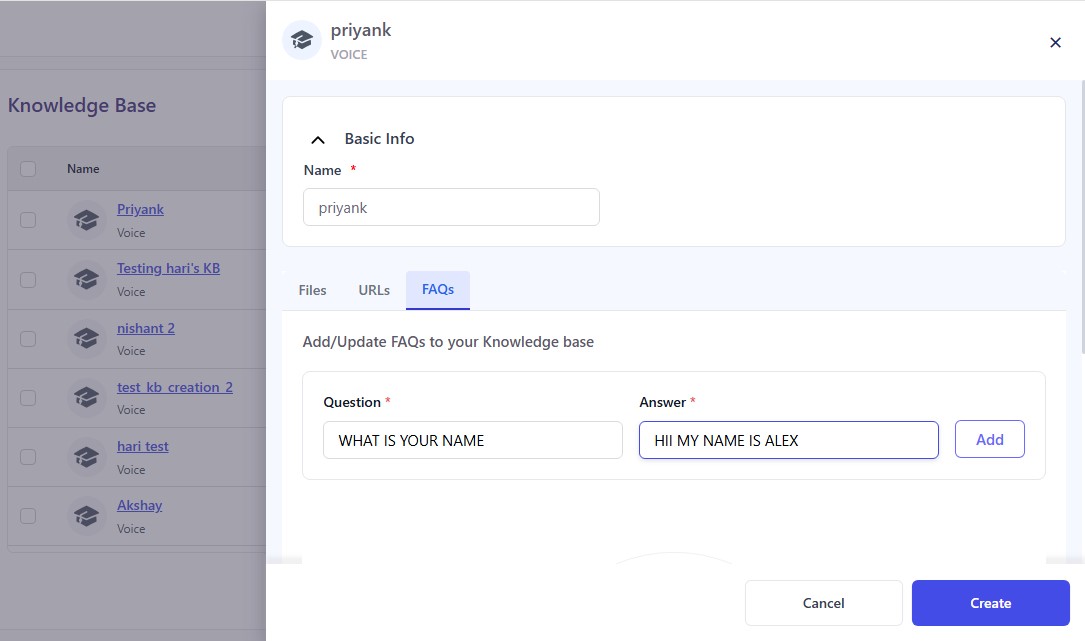 Knowledge Base
Name
Priyank
Voice
Testing hari's KB
Voice
nishant 2
Voice
test_kb_creation_2
Voice
hari test
Voice
Akshay
Voice
priyank
VOICE
Basic Info
Name *
priyank
Files URLs FAQs
Add/Update FAQs to your Knowledge base
Question * Answer *
WHAT IS YOUR NAME HII MY NAME IS ALEX Add
Cancel Create